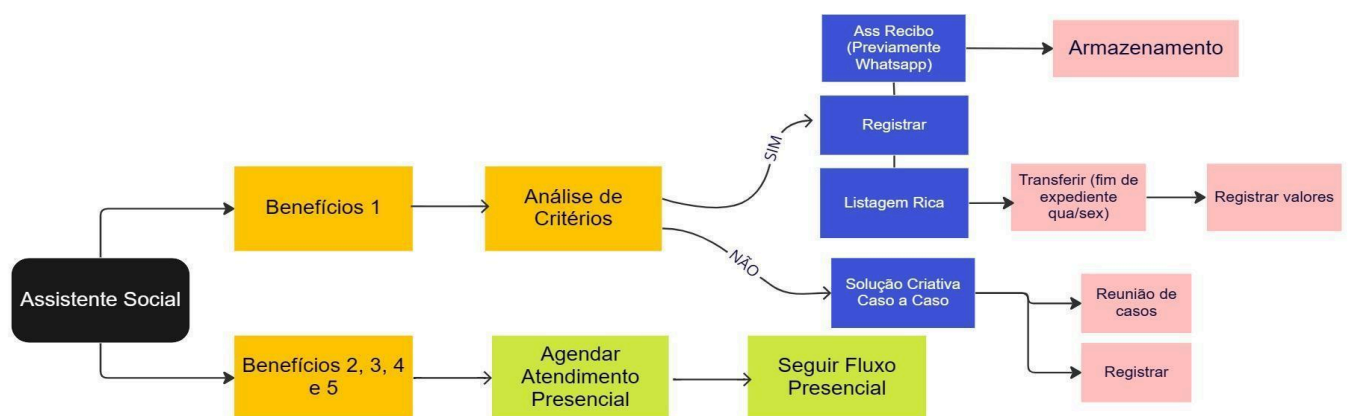 Assistente Social
Benefícios 1
Análise de
Critérios
SIM
NÃO
Ass Recibo
(Previamente
Whatsapp)
Armazenamento
Registrar
Listagem Rica
Transferir (fim de
expediente
qua/sex)
Registrar valores
Solução Criativa
Caso a Caso
Reunião de
casos
Registrar
Benefícios 2, 3, 4
e 5
Agendar
Atendimento
Presencial
Seguir Fluxo
Presencial